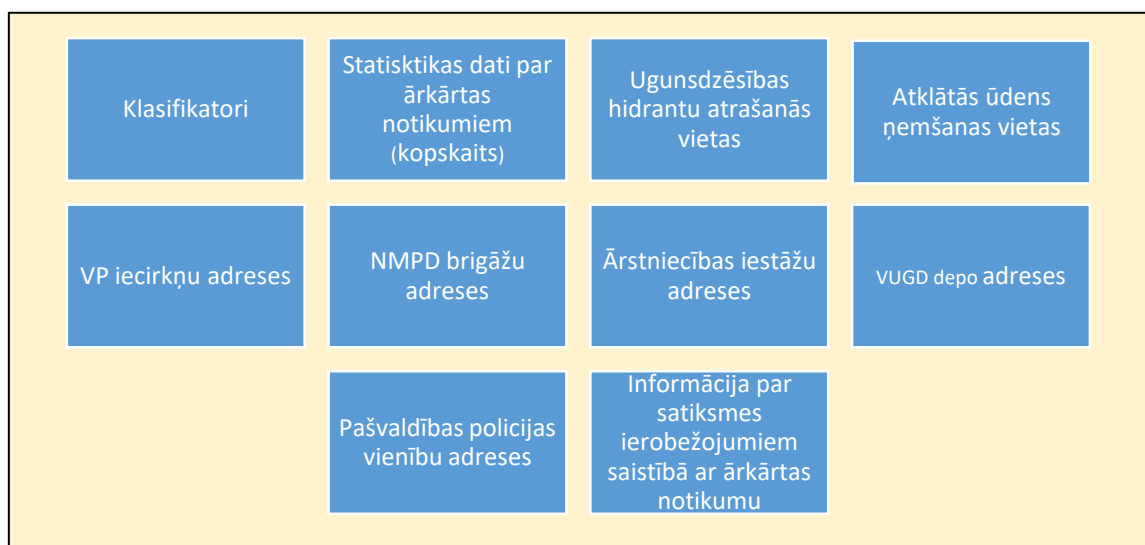 Klasifikatori
Statisktikas dati par
ārkārtas
notikumiem
(kopskaits)
Ugunsdzēsības
hidrantu atrašanās
vietas
Atklātās ūdens
ņemšanas vietas
VP iecirkņu adreses
NMPD brigāžu
adreses
Ārstniecības iestāžu
adreses
VUGD depo adreses
Pašvaldības policijas
vienību adreses
Informācija par
satiksmes
ierobežojumiem
saistībā ar ārkārtas
notikumu